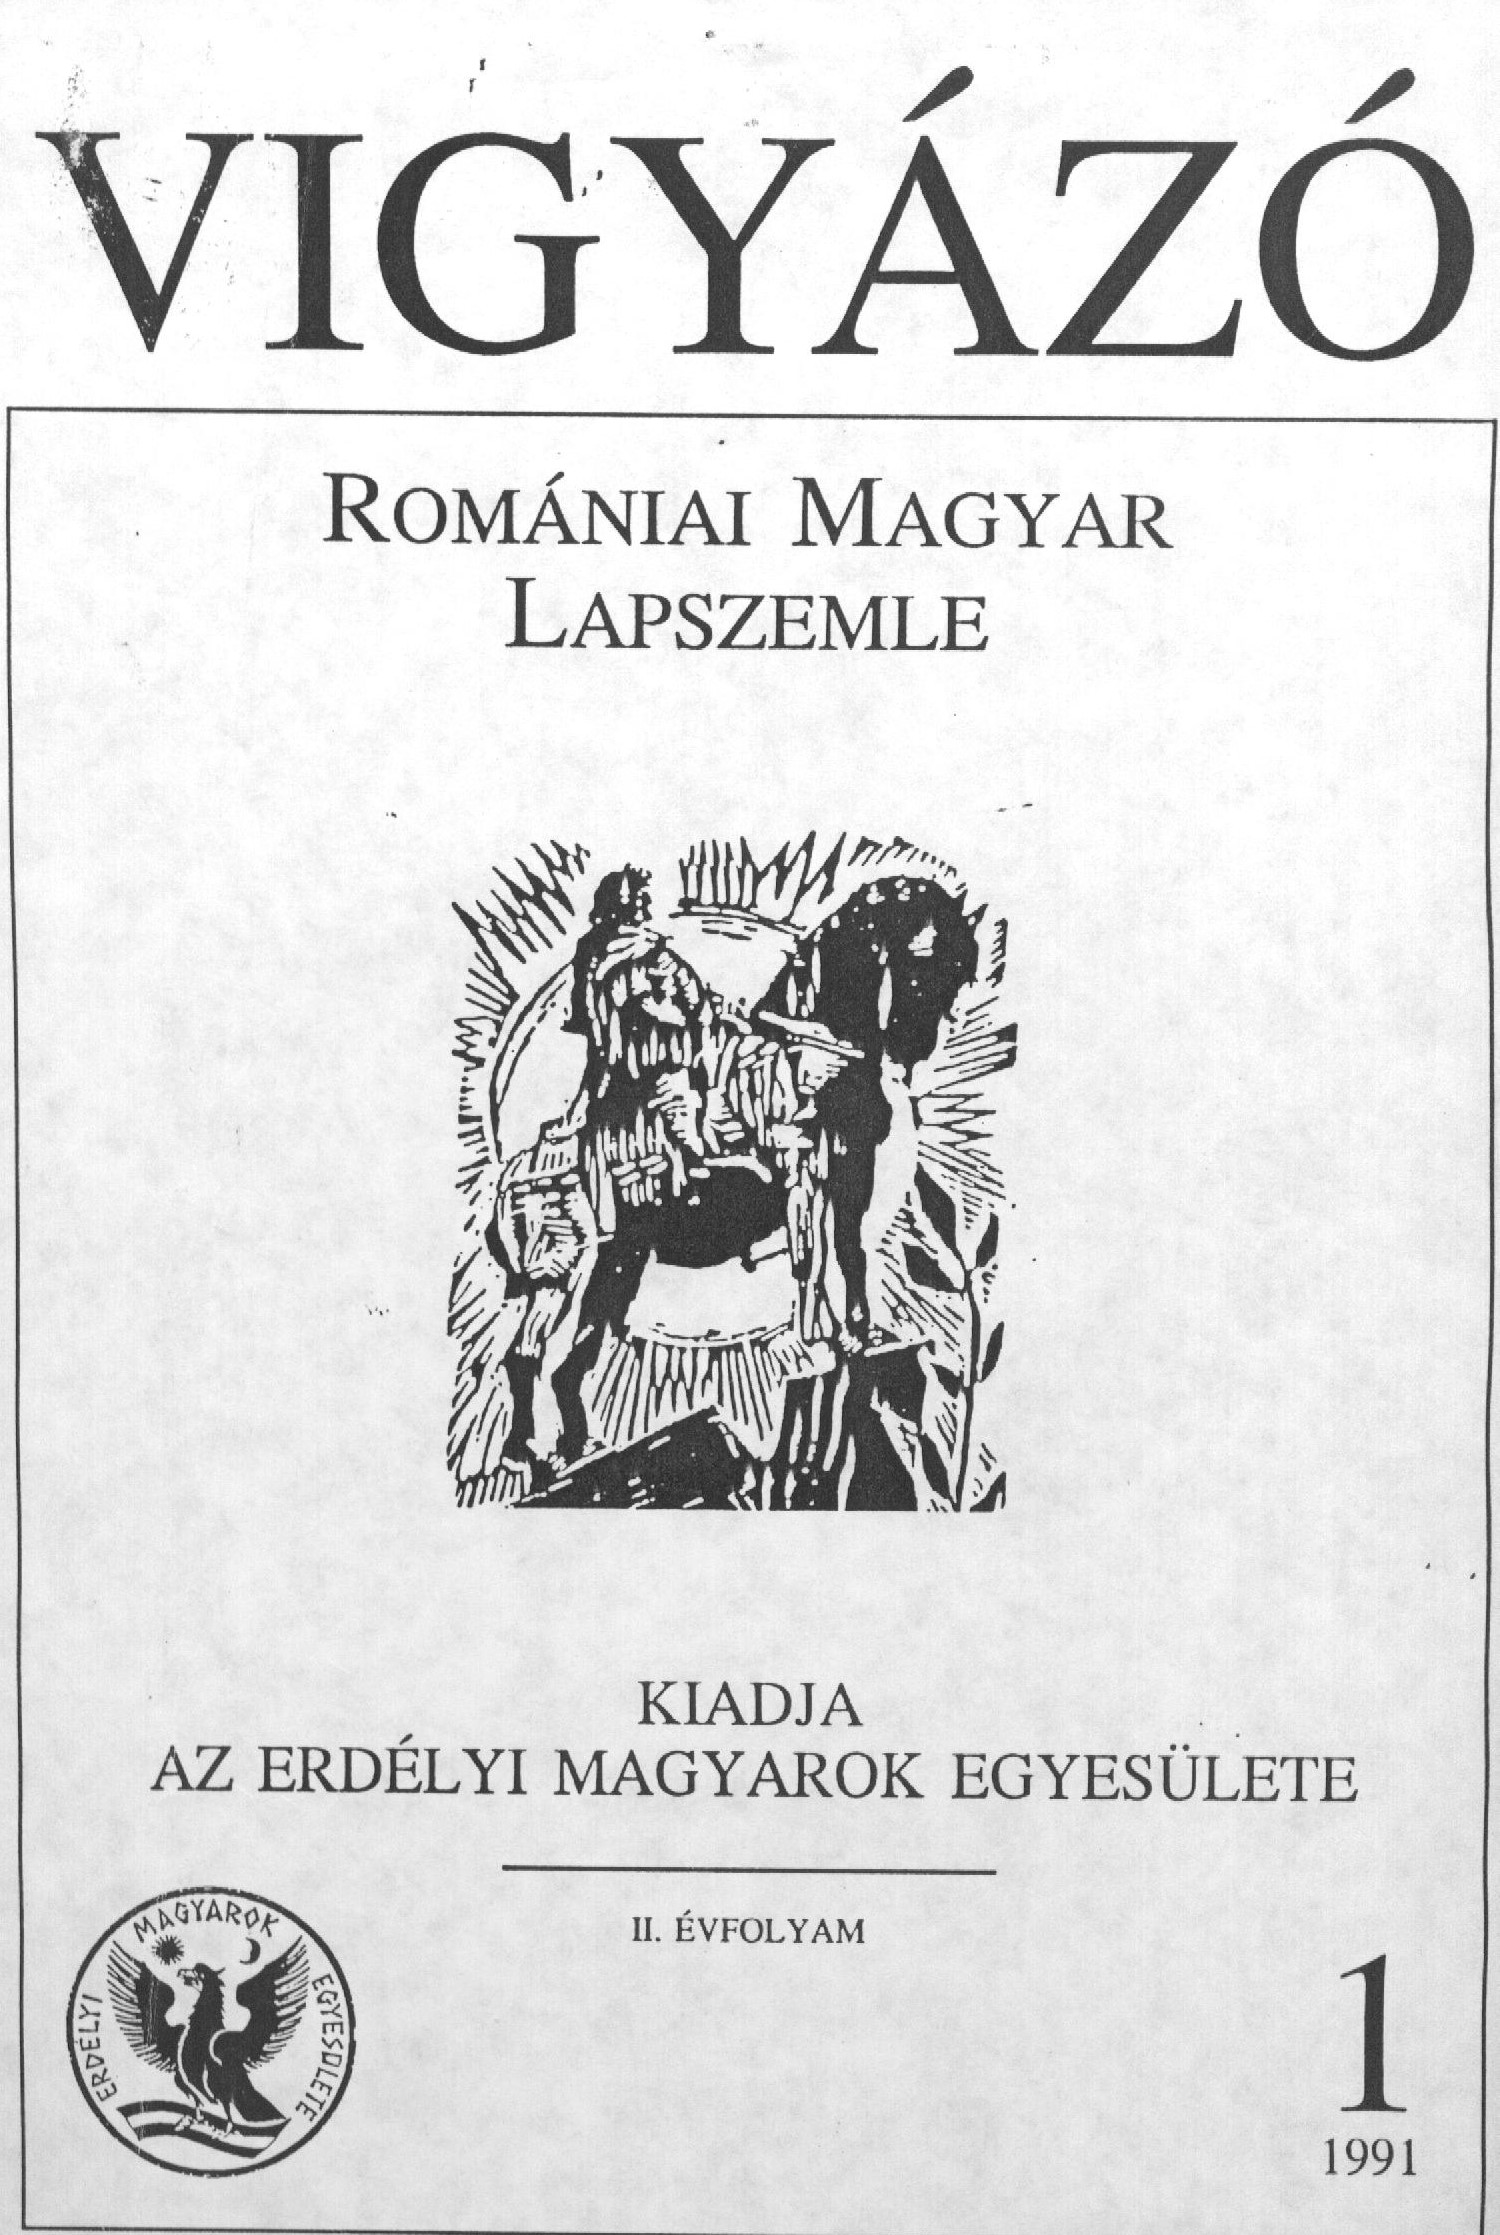 VIGYÁZÓ
ROMÁNIAI MAGYAR
LAPSZEMLE
KIADJA
AZ ERDÉLYI MAGYAROK EGYESÜLETE
II. ÉVFOLYAM
ERDÉLYI MAGYAROK EGYESÜLETE
1
1991